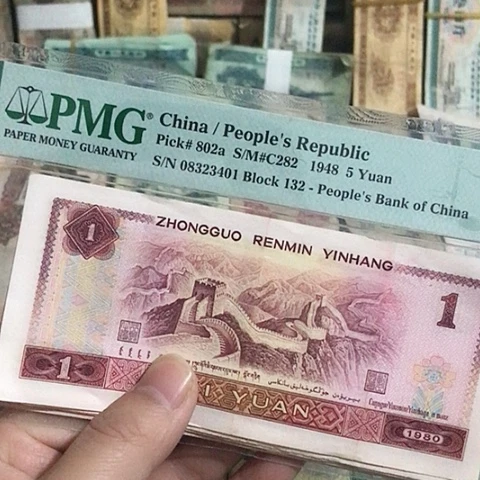 PMG®
PAPER MONEY GUARANTY
China / People's Republic
Pick# 802a S/M#C282 1948 5 Yuan
S/N 08323401 Block 132 - People's Bank of China
1
ZHONGGUO RENMIN YINHANG
1
1
YI YUAN
1980